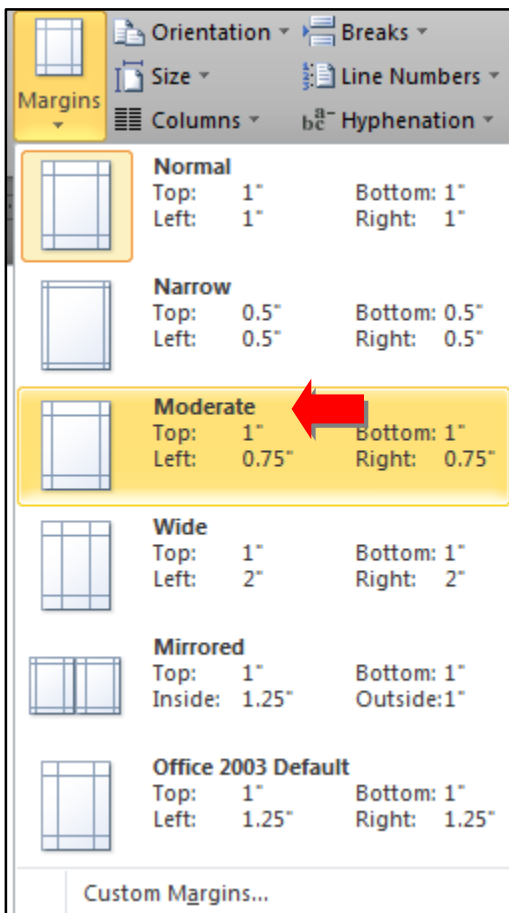 Margins
Orientation
Breaks
Size
Line Numbers
Columns
Hyphenation
Normal
Top: 1" Bottom: 1"
Left: 1" Right: 1"
Narrow
Top: 0.5" Bottom: 0.5"
Left: 0.5" Right: 0.5"
Moderate
Top: 1" Bottom: 1"
Left: 0.75" Right: 0.75"
Wide
Top: 1" Bottom: 1"
Left: 2" Right: 2"
Mirrored
Top: 1" Bottom: 1"
Inside: 1.25" Outside:1"
Office 2003 Default
Top: 1" Bottom: 1"
Left: 1.25" Right: 1.25"
Custom Margins...